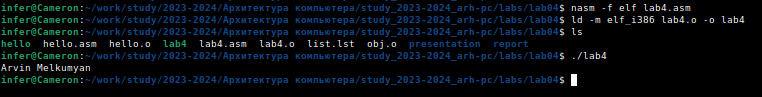 infer@Cameron:~/work/study/2023-2024/Архитектура компьютера/study_2023-2024_arh-pc/labs/lab04$ nasm -f elf lab4.asm
infer@Cameron:~/work/study/2023-2024/Архитектура компьютера/study_2023-2024_arh-pc/labs/lab04$ ld -m elf_i386 lab4.o -o lab4
infer@Cameron:~/work/study/2023-2024/Архитектура компьютера/study_2023-2024_arh-pc/labs/lab04$ ls
hello  hello.asm  hello.o  lab4  lab4.asm  lab4.o  list.lst  obj.o  presentation  report
infer@Cameron:~/work/study/2023-2024/Архитектура компьютера/study_2023-2024_arh-pc/labs/lab04$ ./lab4
Arvin Melkumyan
infer@Cameron:~/work/study/2023-2024/Архитектура компьютера/study_2023-2024_arh-pc/labs/lab04$